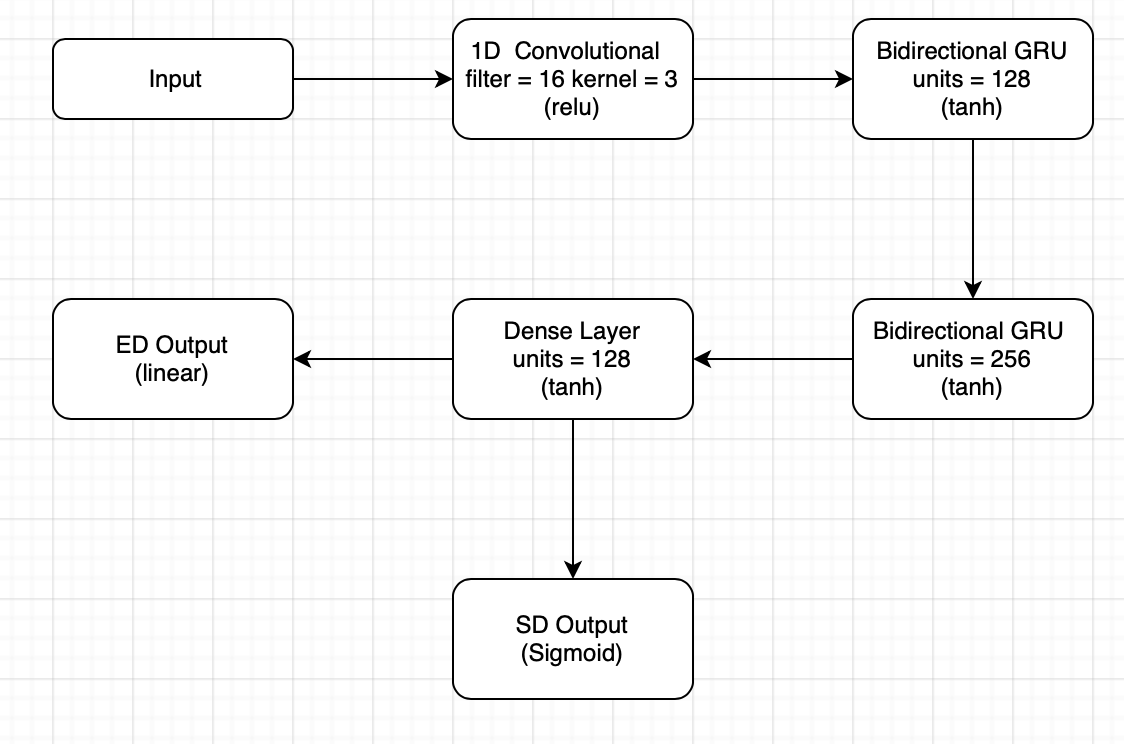 Input
1D  Convolutional
filter = 16 kernel = 3
(relu)
Bidirectional GRU
units = 128
(tanh)
Bidirectional GRU
units = 256
(tanh)
Dense Layer
units = 128
(tanh)
ED Output
(linear)
SD Output
(Sigmoid)